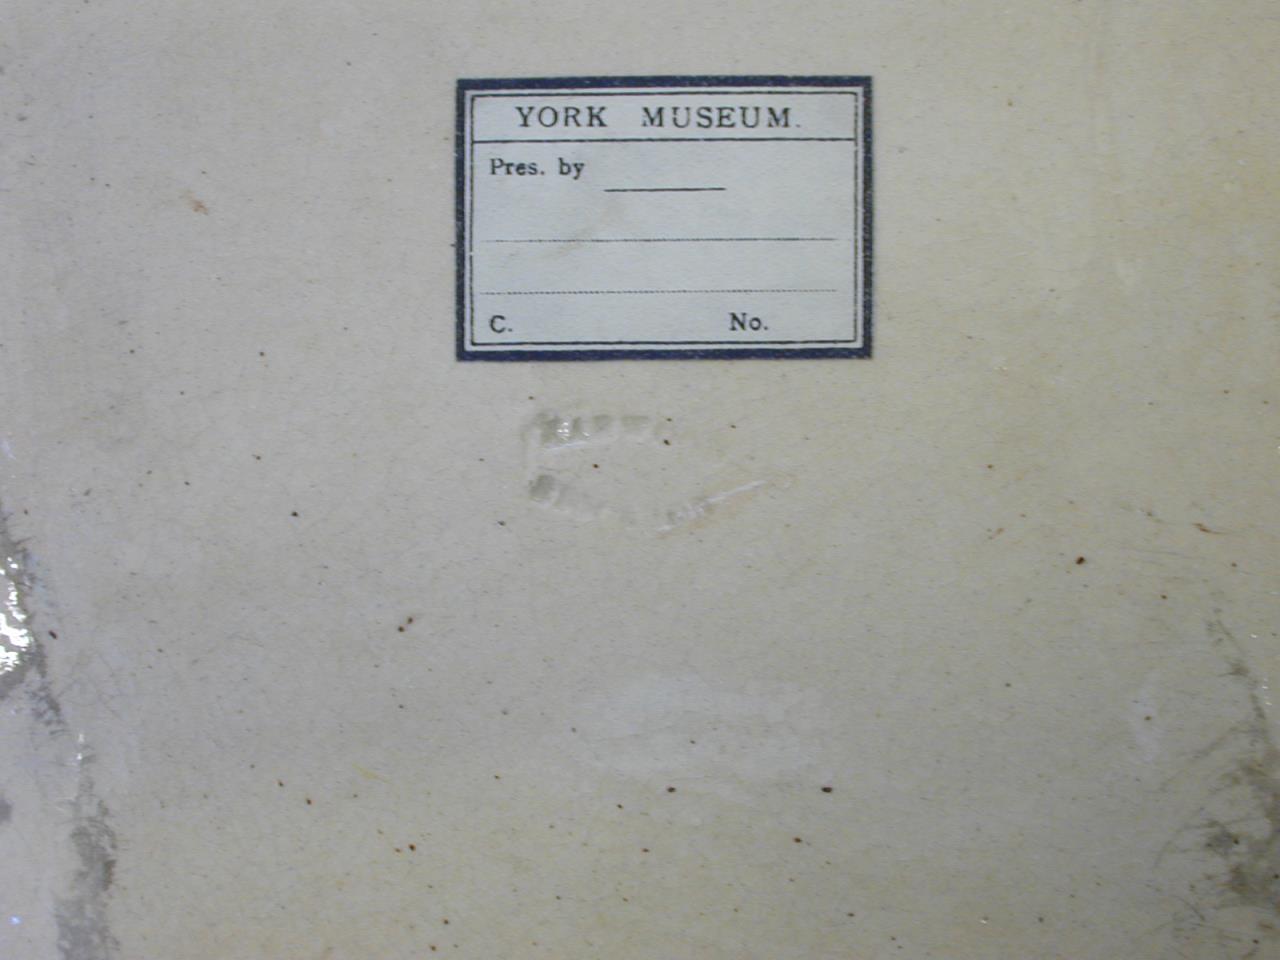 YORK MUSEUM.
Pres. by
C. No.